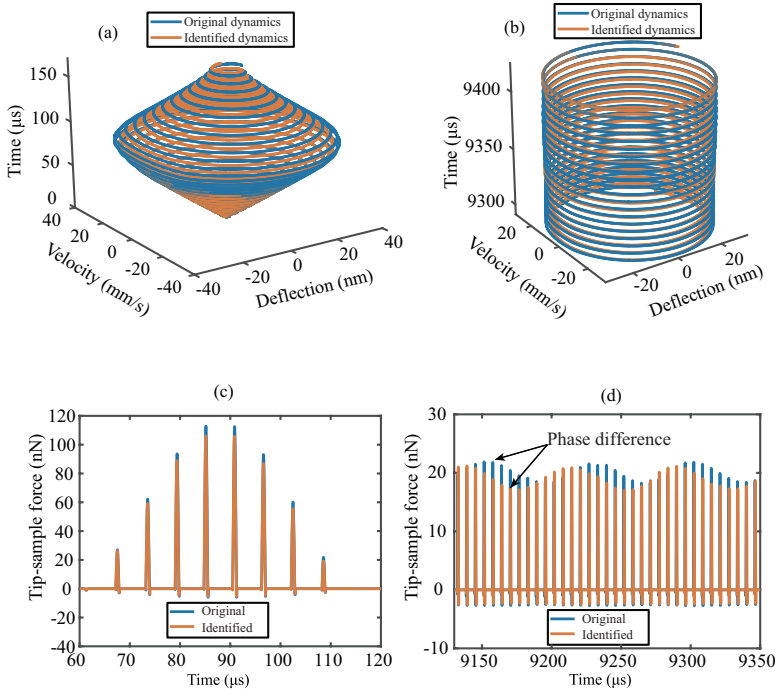 (a)
Original dynamics
Identified dynamics
150
100
50
0
Time (μs)
40
20
0
-20
-40
Velocity (mm/s)
-40
-20
0
20
40
Deflection (nm)
(b)
Original dynamics
Identified dynamics
9400
9350
9300
Time (μs)
20
0
-20
Velocity (mm/s)
-20
0
20
Deflection (nm)
(c)
120
100
80
60
40
20
0
-20
-40
Tip-sample force (nN)
Original
Identified
60
70
80
90
100
110
120
Time (μs)
(d)
30
20
10
0
-10
Tip-sample force (nN)
Phase difference
Original
Identified
9150
9200
9250
9300
9350
Time (μs)